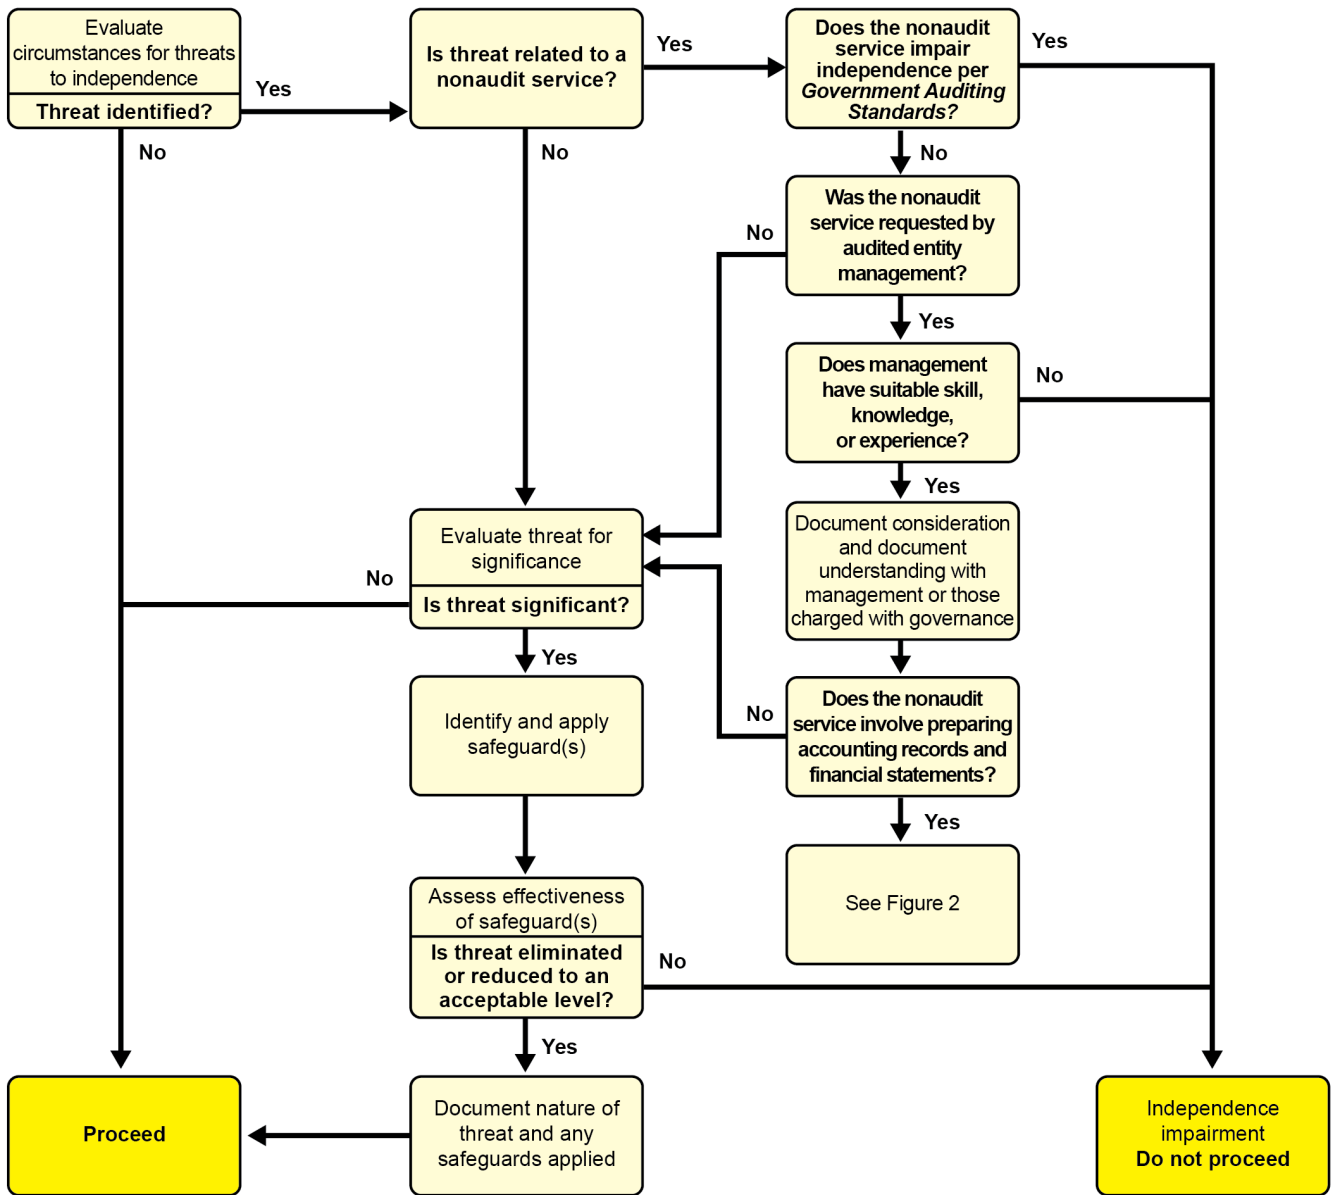 Evaluate
circumstances for threats
to independence
Threat identified?
Yes
No
Is threat related to a
nonaudit service?
Yes
No
Does the nonaudit
service impair
independence per
Government Auditing
Standards?
Yes
No
Was the nonaudit
service requested by
audited entity
management?
No
Yes
Does management
have suitable skill,
knowledge,
or experience?
No
Yes
Document consideration
and document
understanding with
management or those
charged with governance
Does the nonaudit
service involve preparing
accounting records and
financial statements?
No
Yes
See Figure 2
Evaluate threat for
significance
Is threat significant?
No
Yes
Identify and apply
safeguard(s)
Assess effectiveness
of safeguard(s)
Is threat eliminated
or reduced to an
acceptable level?
No
Yes
Document nature of
threat and any
safeguards applied
Proceed
Independence
impairment
Do not proceed